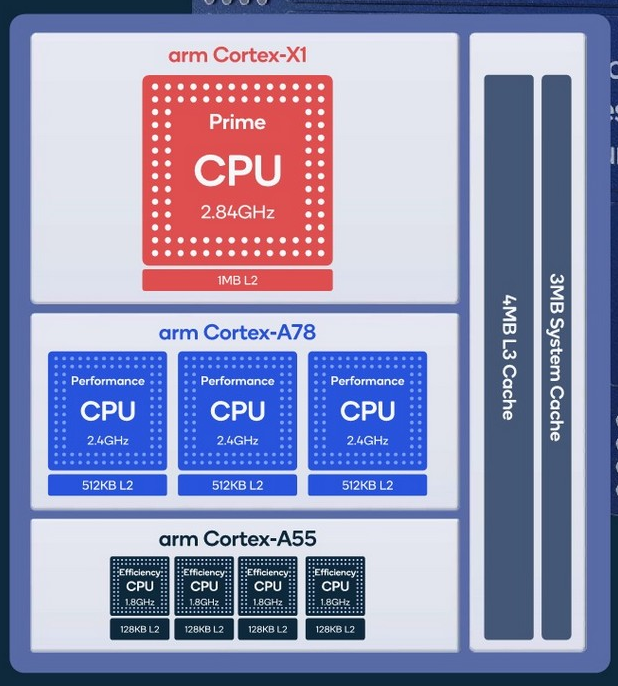 arm Cortex-X1
Prime
CPU
2.84GHz
1MB L2
arm Cortex-A78
Performance
CPU
2.4GHz
512KB L2
Performance
CPU
2.4GHz
512KB L2
Performance
CPU
2.4GHz
512KB L2
arm Cortex-A55
Efficiency
CPU
1.8GHz
128KB L2
Efficiency
CPU
1.8GHz
128KB L2
Efficiency
CPU
1.8GHz
128KB L2
Efficiency
CPU
1.8GHz
128KB L2
4MB L3 Cache
3MB System Cache